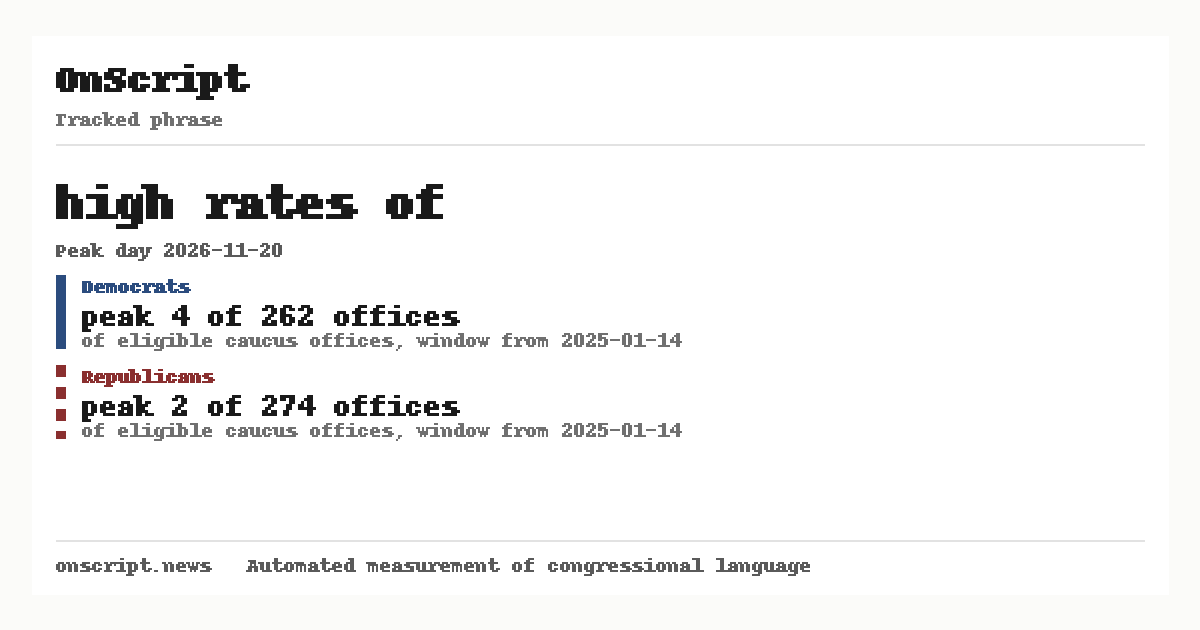 OnScript
Tracked phrase
high rates of
Peak day 2026-11-20
Democrats
peak 4 of 262 offices
of eligible caucus offices, window from 2025-01-14
Republicans
peak 2 of 274 offices
of eligible caucus offices, window from 2025-01-14
onscript.news Automated measurement of congressional language